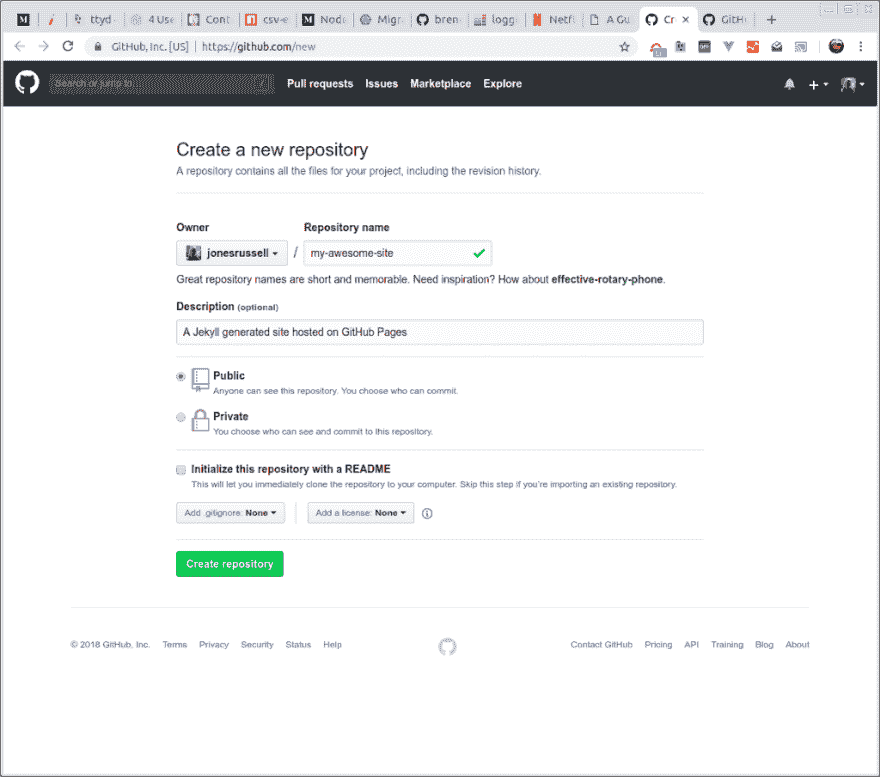 ttyd
4 Use
Cont
csv-e
Node
Migra
bren
logg
Netfl
A Gu
Cr
GitH
GitHub, Inc. [US] | https://github.com/new
Search or jump to...
/
Pull requests Issues Marketplace Explore
Create a new repository
A repository contains all the files for your project, including the revision history.
Owner
Repository name
jonesrussell / my-awesome-site
Great repository names are short and memorable. Need inspiration? How about effective-rotary-phone.
Description (optional)
A Jekyll generated site hosted on GitHub Pages
Public
Anyone can see this repository. You choose who can commit.
Private
You choose who can see and commit to this repository.
Initialize this repository with a README
This will let you immediately clone the repository to your computer. Skip this step if you're importing an existing repository.
Add .gitignore: None Add a license: None
Create repository
© 2018 GitHub, Inc. Terms Privacy Security Status Help
Contact GitHub Pricing API Training Blog About